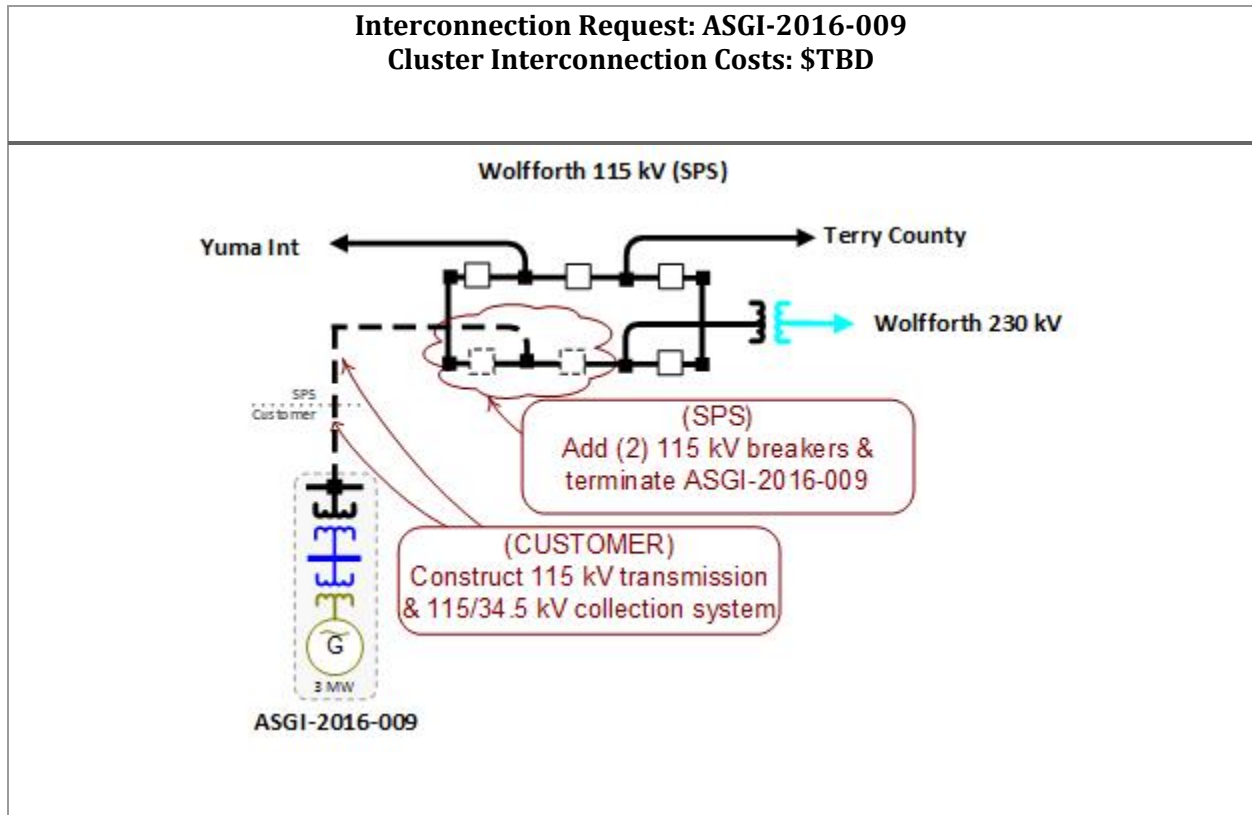 Interconnection Request: ASGI-2016-009
Cluster Interconnection Costs: $TBD
Wolfforth 115 kV (SPS)
Yuma Int
Terry County
Wolfforth 230 kV
SPS
Customer
(SPS)
Add (2) 115 kV breakers &
terminate ASGI-2016-009
(CUSTOMER)
Construct 115 kV transmission
& 115/34.5 kV collection system
G
3 MW
ASGI-2016-009